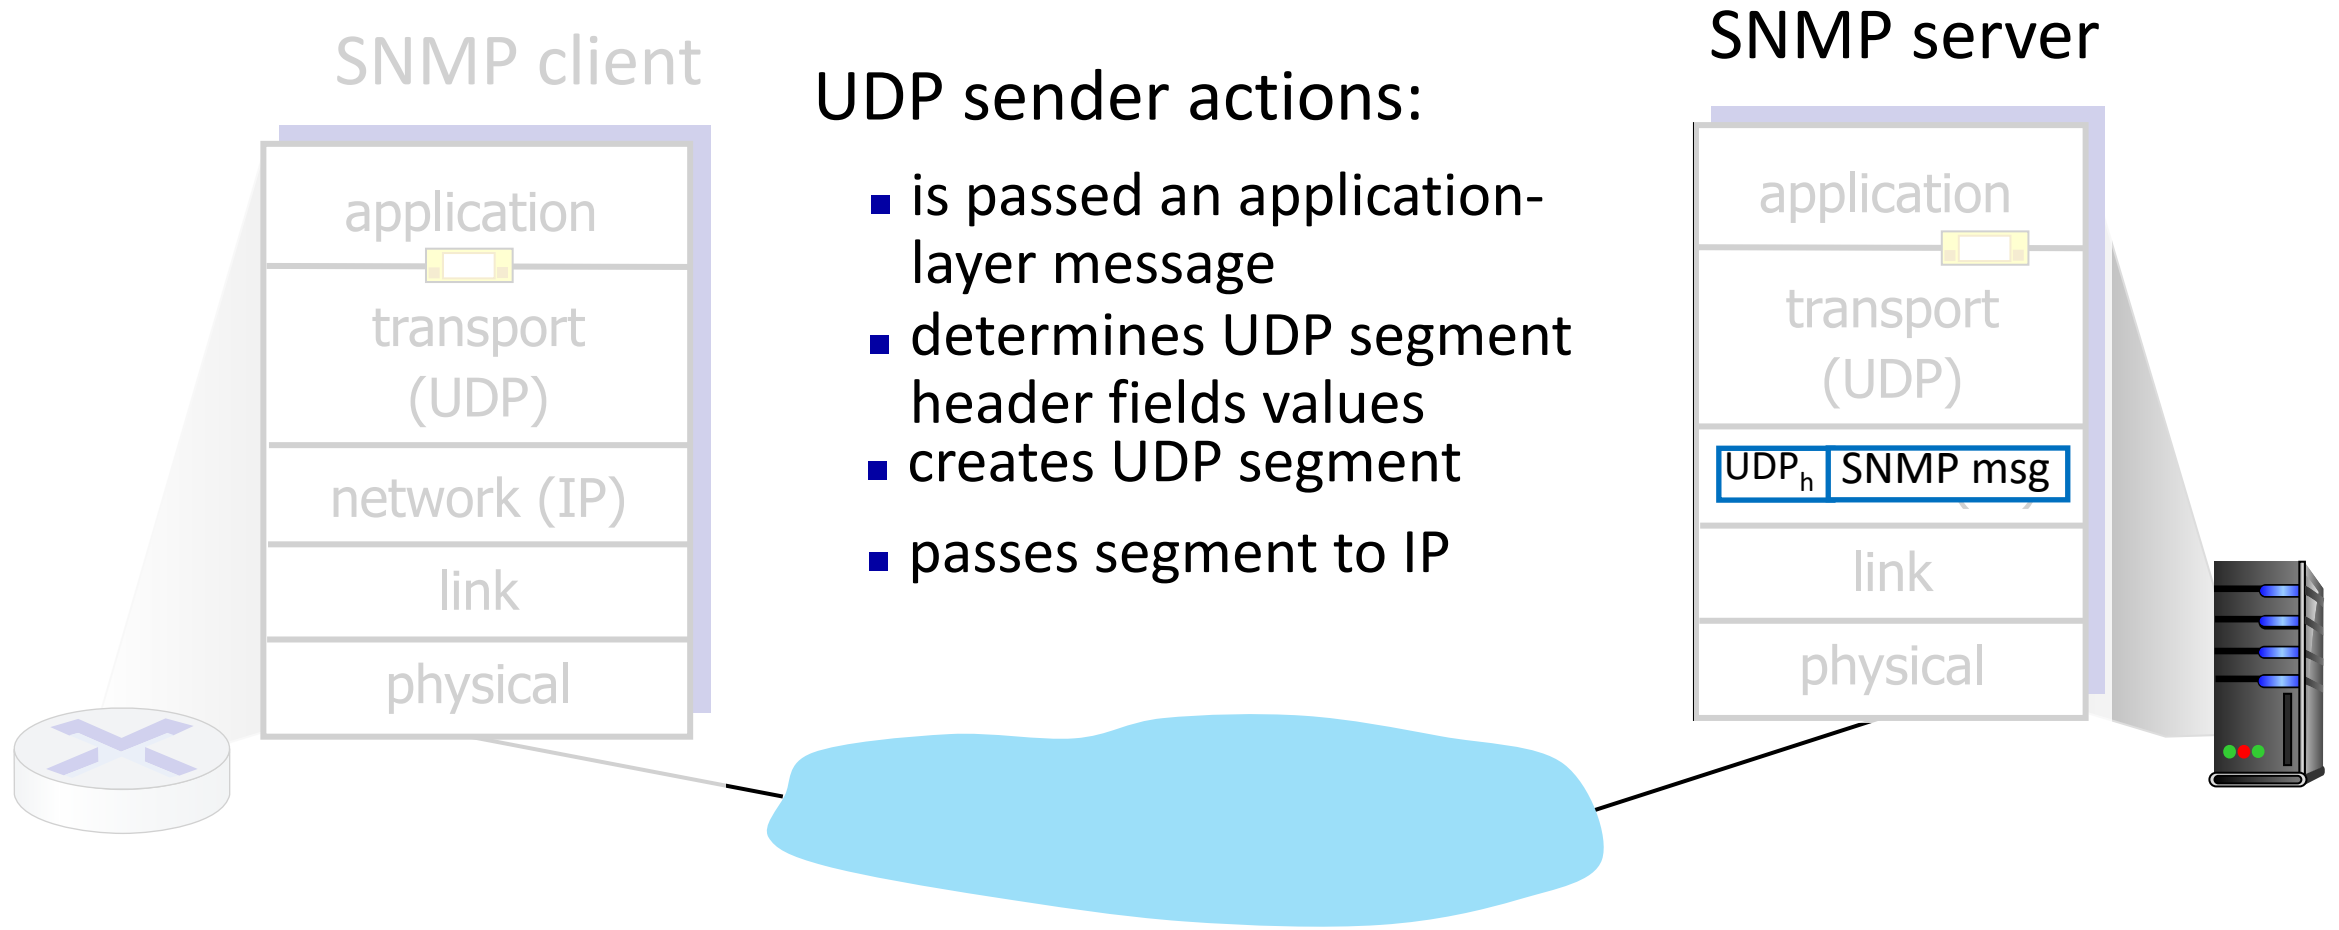 SNMP client
application
transport
(UDP)
network (IP)
link
physical
UDP sender actions:
is passed an application-
layer message
determines UDP segment
header fields values
creates UDP segment
passes segment to IP
SNMP server
application
transport
(UDP)
UDPh SNMP msg
link
physical